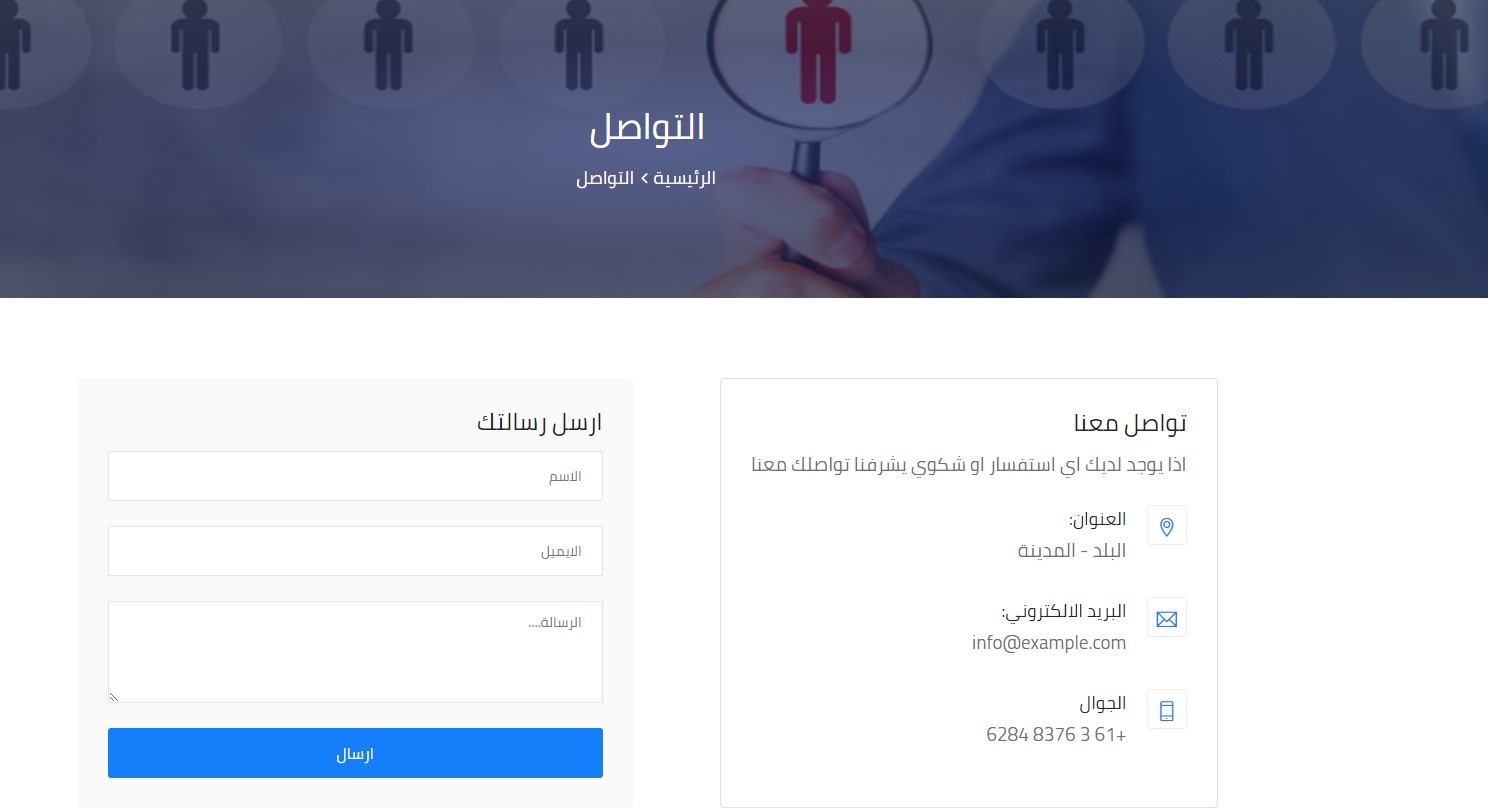 التواصل
الرئيسية > التواصل
تواصل معنا
اذا يوجد لديك اي استفسار او شكوي يشرفنا تواصلك معنا
العنوان:
البلد - المدينة
البريد الالكتروني:
info@example.com
الجوال
6284 8376 3 61+
ارسل رسالتك
الاسم
الايميل
الرسالة....
ارسال